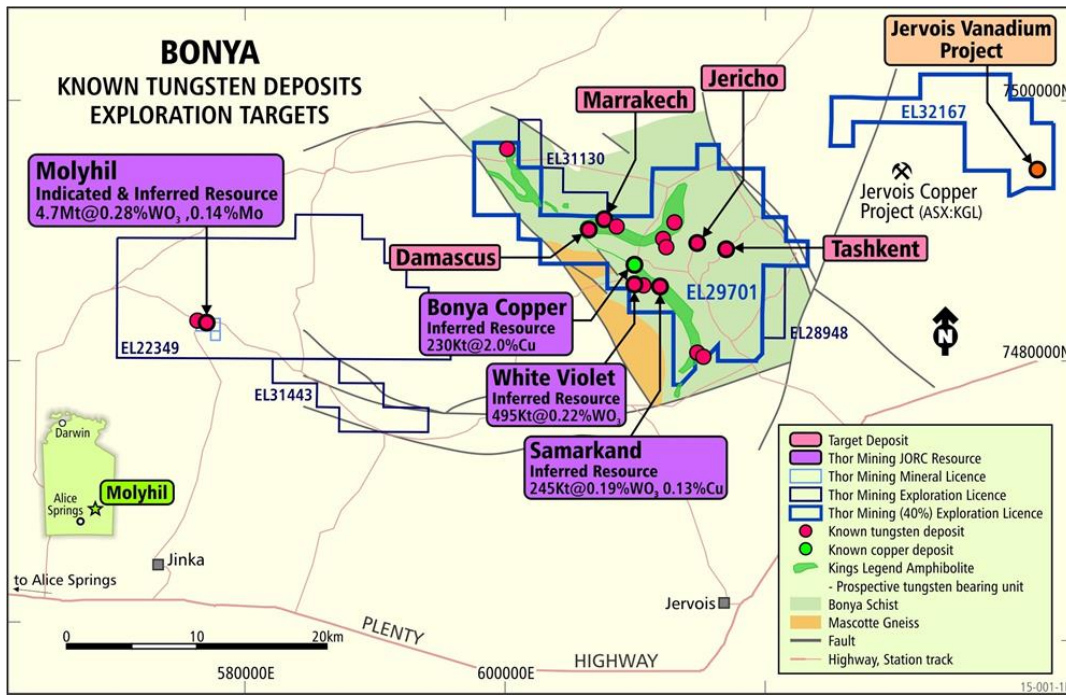 BONYA
KNOWN TUNGSTEN DEPOSITS
EXPLORATION TARGETS
Jervois Vanadium
Project
7500000N
EL32167
Jericho
Marrakech
EL31130
Molyhil
Indicated & Inferred Resource
4.7Mt@0.28%WO₃ ,0.14%Mo
Jervois Copper
Project (ASX:KGL)
Damascus
Tashkent
EL29701
Bonya Copper
Inferred Resource
230Kt@2.0%Cu
EL28948
N
EL22349
7480000N
EL31443
White Violet
Inferred Resource
495Kt@0.22%WO₃
Samarkand
Inferred Resource
245Kt@0.19%WO₃ 0.13%Cu
Darwin
Alice
Springs
Molyhil
Jinka
to Alice Springs
Jervois
PLENTY
HIGHWAY
0 10 20km
580000E
600000E
Target Deposit
Thor Mining JORC Resource
Thor Mining Mineral Licence
Thor Mining Exploration Licence
Thor Mining (40%) Exploration Licence
Known tungsten deposit
Known copper deposit
Kings Legend Amphibolite
- Prospective tungsten bearing unit
Bonya Schist
Mascotte Gneiss
Fault
Highway, Station track